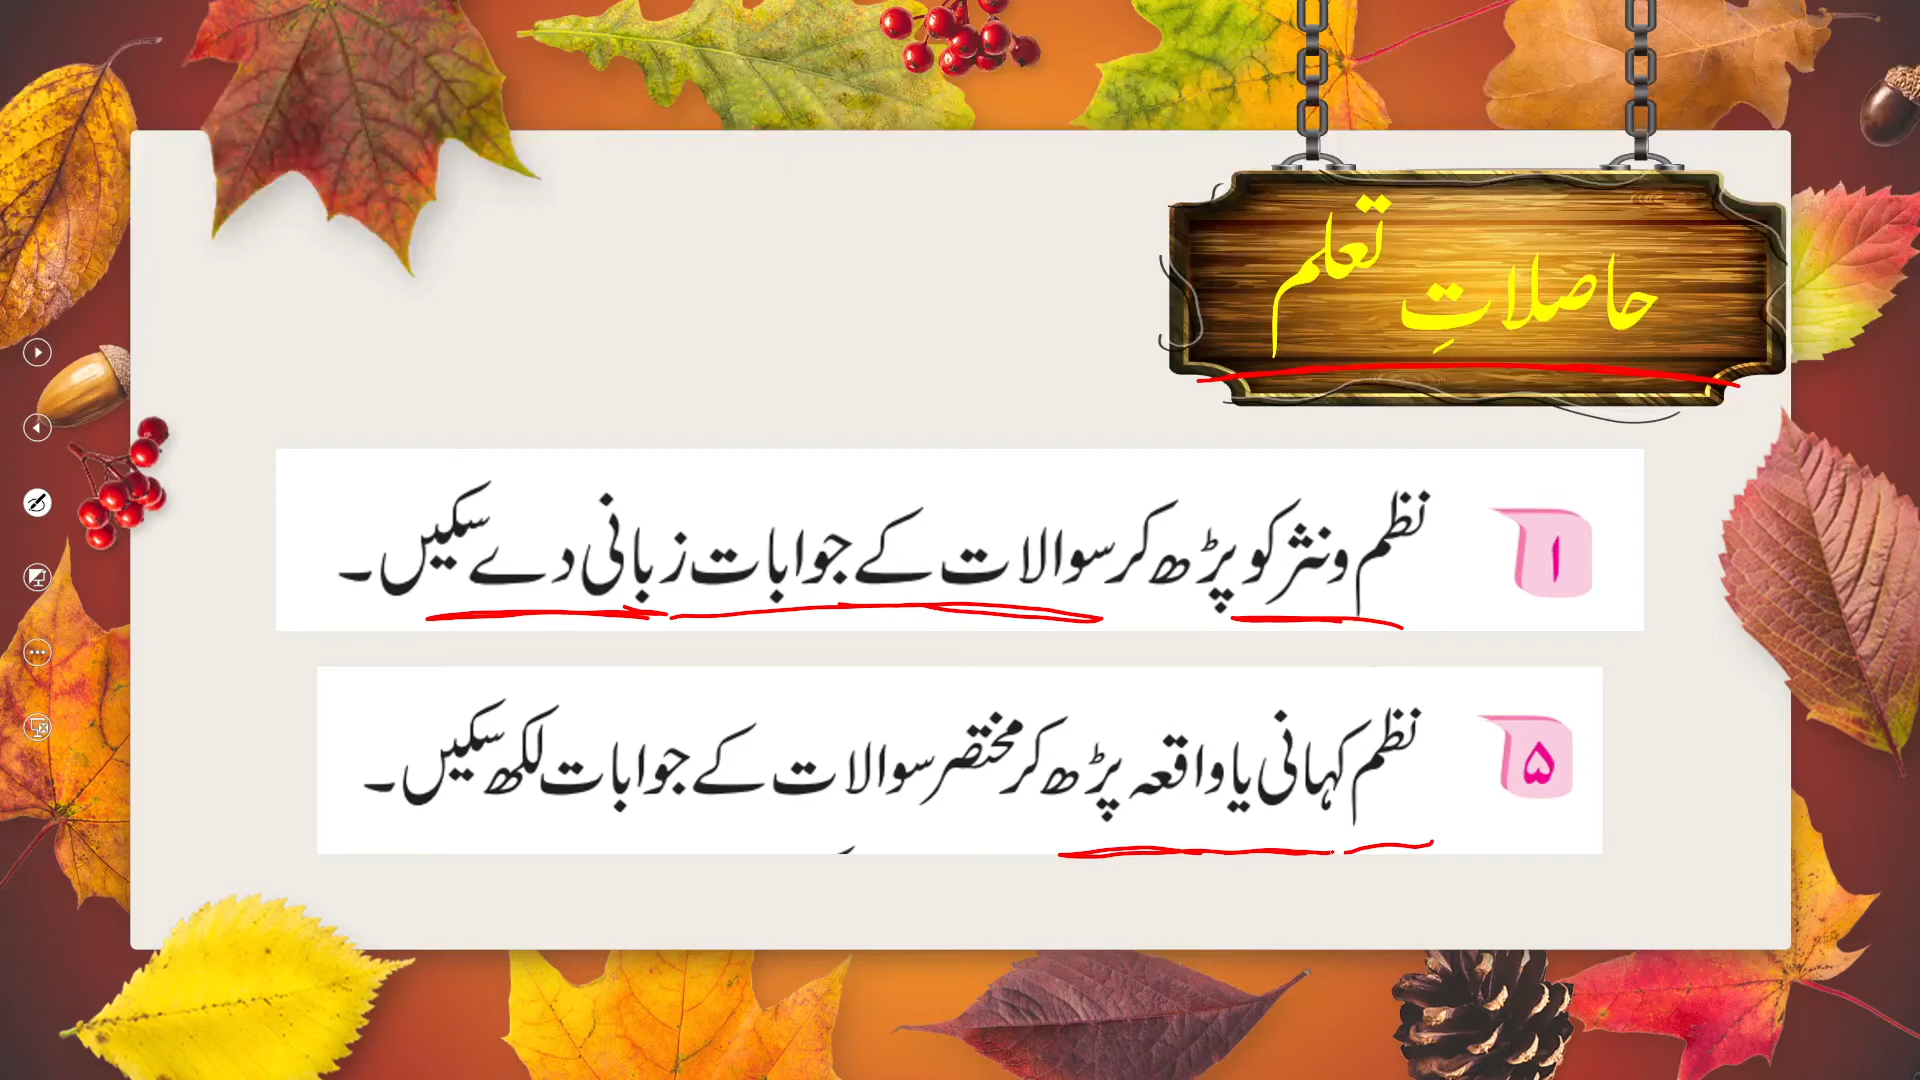 حاصلاتِ تعلم
۱ نظم و نثر کو پڑھ کر سوالات کے جوابات زبانی دے سکیں۔
۵ نظم کہانی یا واقعہ پڑھ کر مختصر سوالات کے جوابات لکھ سکیں۔